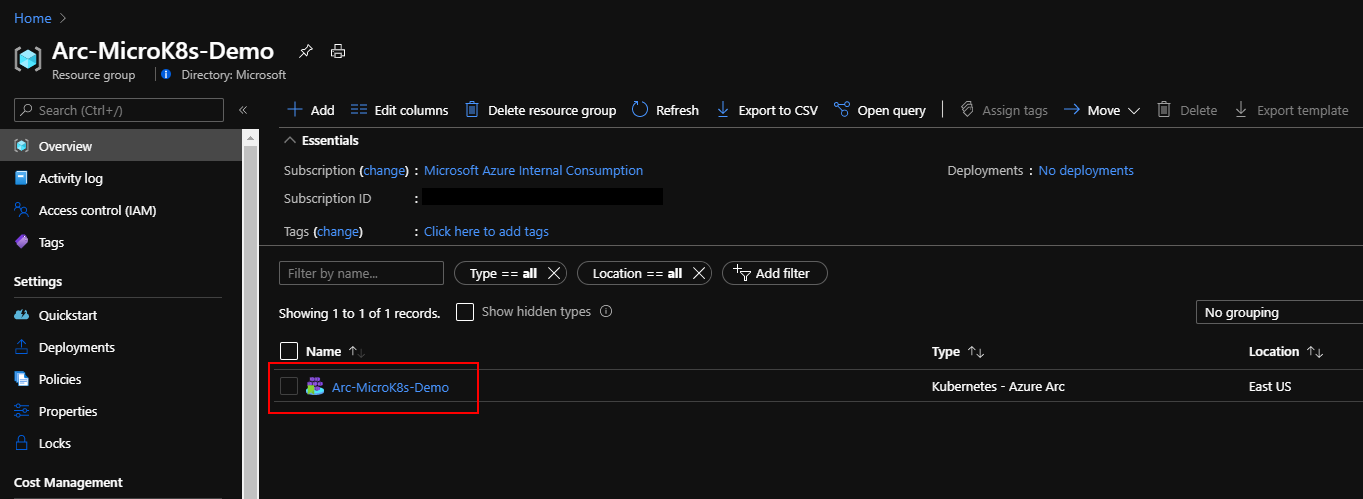 Home >
Arc-MicroK8s-Demo
Resource group | Directory: Microsoft
Search (Ctrl+/) «
Add Edit columns Delete resource group Refresh Export to CSV Open query | Assign tags Move Delete Export template
Essentials
Overview
Activity log
Access control (IAM)
Tags
Settings
Quickstart
Deployments
Policies
Properties
Locks
Cost Management
Subscription (change) : Microsoft Azure Internal Consumption
Deployments : No deployments
Subscription ID :
Tags (change) : Click here to add tags
Filter by name... Type == all Location == all Add filter
Showing 1 to 1 of 1 records. Show hidden types
No grouping
Name ↑↓ Type ↑↓ Location ↑↓
Arc-MicroK8s-Demo Kubernetes - Azure Arc East US